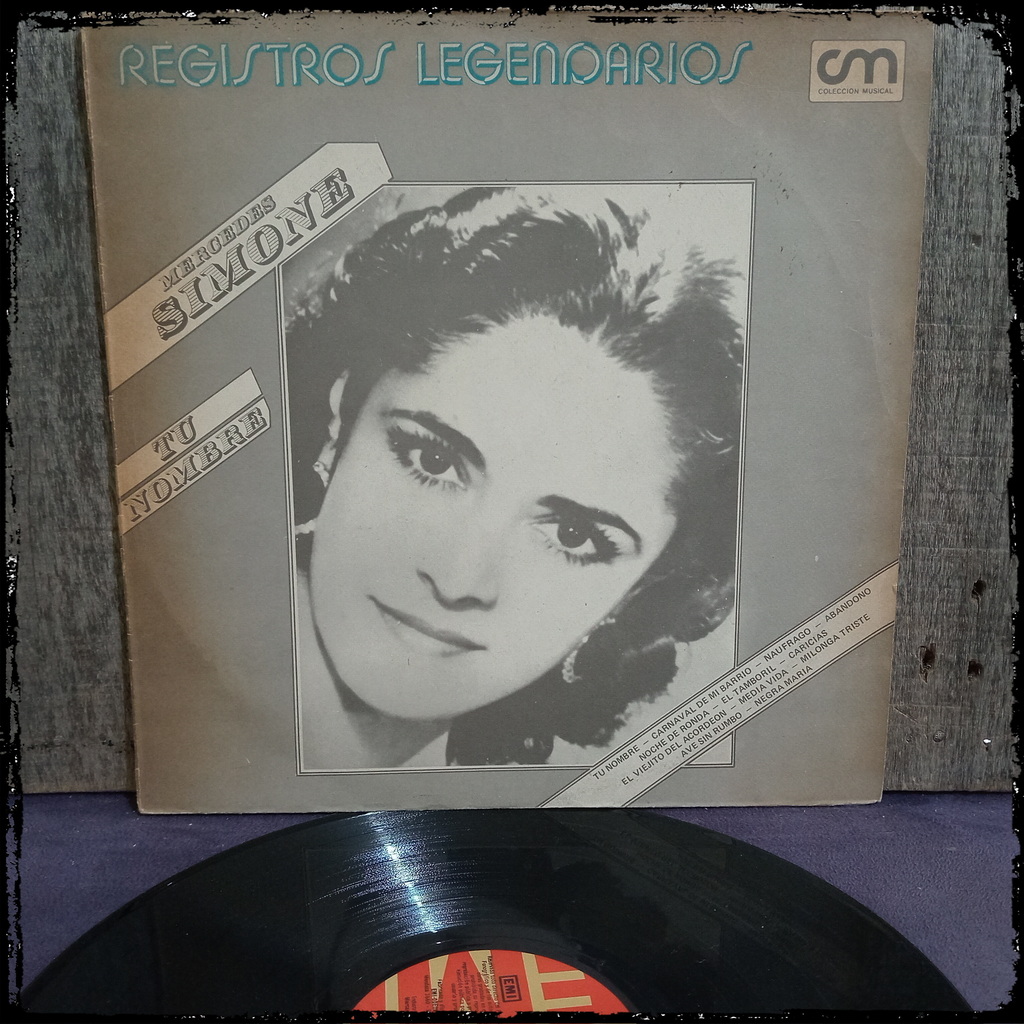 REGISTROS LEGENDARIOS
cm
COLECCION MUSICAL
MERCEDES
SIMONE
TU
NOMBRE
TU NOMBRE – CARNAVAL DE MI BARRIO – NAUFRAGO – ABANDONO
NOCHE DE RONDA – EL TAMBORIL – CARICIAS
EL VIEJITO DEL ACORDEON – MEDIA VIDA – MILONGA TRISTE
AVE SIN RUMBO – NEGRA MARIA
EMI